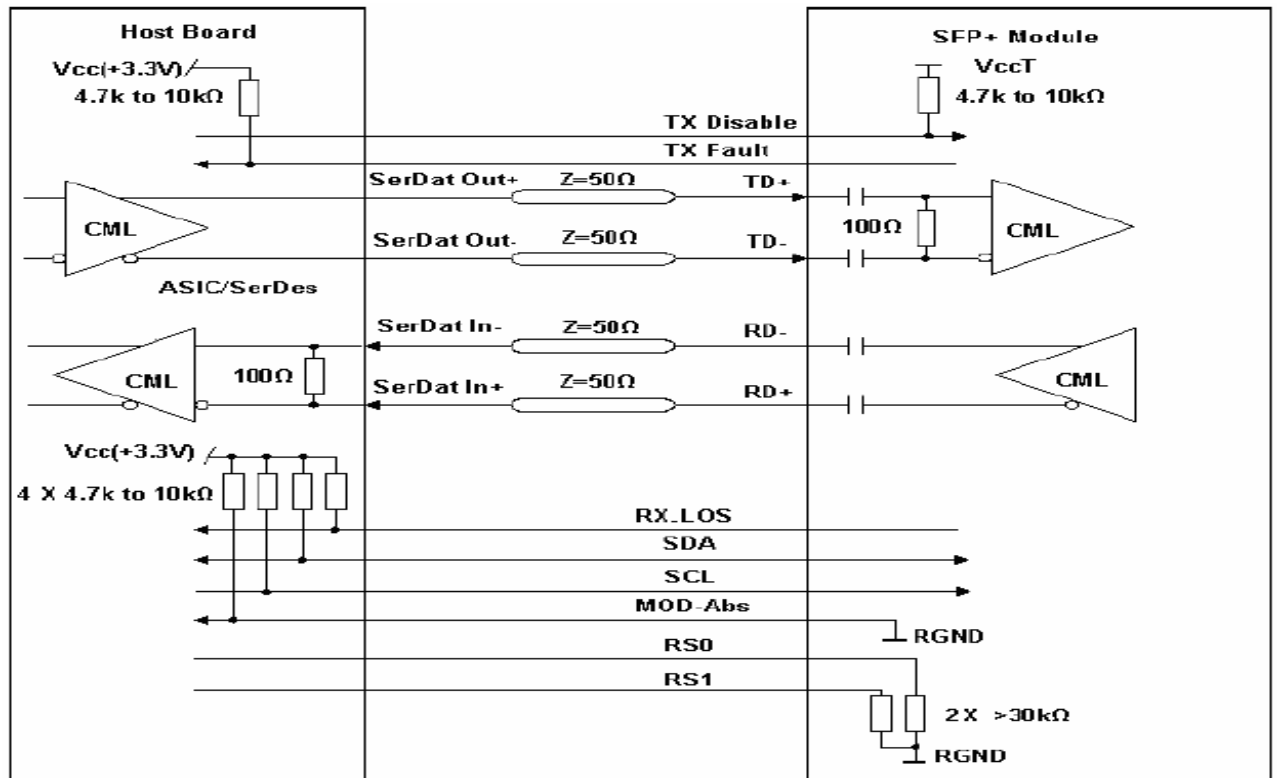 Host Board
SFP+ Module
Vcc(+3.3V)
VccT
4.7k to 10kΩ
4.7k to 10kΩ
TX Disable
TX Fault
SerDat Out+
Z=50Ω
TD+
CML
100Ω
CML
SerDat Out-
Z=50Ω
TD-
ASIC/SerDes
SerDat In-
Z=50Ω
RD-
CML
100Ω
SerDat In+
Z=50Ω
RD+
CML
Vcc(+3.3V)
4 X 4.7k to 10kΩ
RX_LOS
SDA
SCL
MOD-Abs
RGND
RS0
RS1
2X >30kΩ
RGND